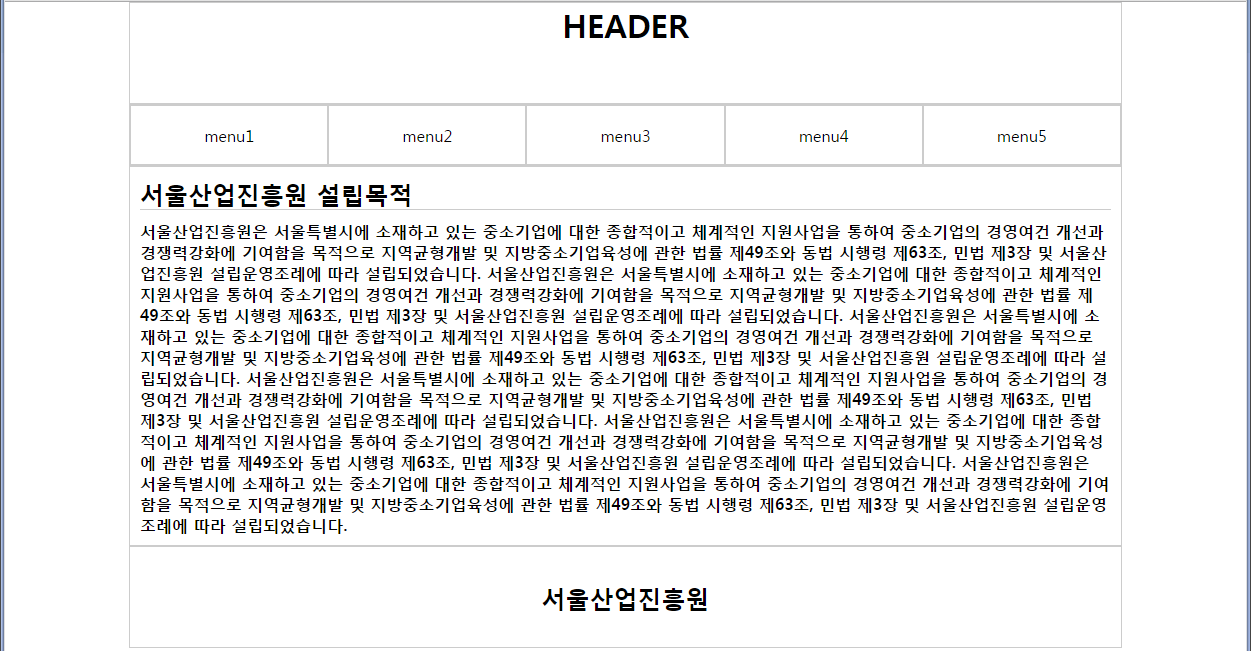 HEADER
menu1 menu2 menu3 menu4 menu5
서울산업진흥원 설립목적
서울산업진흥원은 서울특별시에 소재하고 있는 중소기업에 대한 종합적이고 체계적인 지원사업을 통하여 중소기업의 경영여건 개선과
경쟁력강화에 기여함을 목적으로 지역균형개발 및 지방중소기업육성에 관한 법률 제49조와 동법 시행령 제63조, 민법 제3장 및 서울산
업진흥원 설립운영조례에 따라 설립되었습니다. 서울산업진흥원은 서울특별시에 소재하고 있는 중소기업에 대한 종합적이고 체계적인
지원사업을 통하여 중소기업의 경영여건 개선과 경쟁력강화에 기여함을 목적으로 지역균형개발 및 지방중소기업육성에 관한 법률 제
49조와 동법 시행령 제63조, 민법 제3장 및 서울산업진흥원 설립운영조례에 따라 설립되었습니다. 서울산업진흥원은 서울특별시에 소
재하고 있는 중소기업에 대한 종합적이고 체계적인 지원사업을 통하여 중소기업의 경영여건 개선과 경쟁력강화에 기여함을 목적으로
지역균형개발 및 지방중소기업육성에 관한 법률 제49조와 동법 시행령 제63조, 민법 제3장 및 서울산업진흥원 설립운영조례에 따라 설
립되었습니다. 서울산업진흥원은 서울특별시에 소재하고 있는 중소기업에 대한 종합적이고 체계적인 지원사업을 통하여 중소기업의 경
영여건 개선과 경쟁력강화에 기여함을 목적으로 지역균형개발 및 지방중소기업육성에 관한 법률 제49조와 동법 시행령 제63조, 민법
제3장 및 서울산업진흥원 설립운영조례에 따라 설립되었습니다. 서울산업진흥원은 서울특별시에 소재하고 있는 중소기업에 대한 종합
적이고 체계적인 지원사업을 통하여 중소기업의 경영여건 개선과 경쟁력강화에 기여함을 목적으로 지역균형개발 및 지방중소기업육성
에 관한 법률 제49조와 동법 시행령 제63조, 민법 제3장 및 서울산업진흥원 설립운영조례에 따라 설립되었습니다. 서울산업진흥원은
서울특별시에 소재하고 있는 중소기업에 대한 종합적이고 체계적인 지원사업을 통하여 중소기업의 경영여건 개선과 경쟁력강화에 기여
함을 목적으로 지역균형개발 및 지방중소기업육성에 관한 법률 제49조와 동법 시행령 제63조, 민법 제3장 및 서울산업진흥원 설립운영
조례에 따라 설립되었습니다.
서울산업진흥원